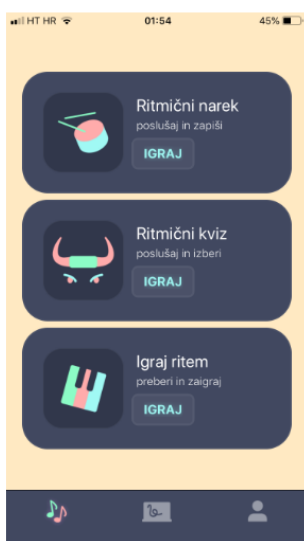 HT HR 01:54 45%
Ritmični narek
poslušaj in zapiši
IGRAJ
Ritmični kviz
poslušaj in izberi
IGRAJ
Igraj ritem
preberi in zaigraj
IGRAJ